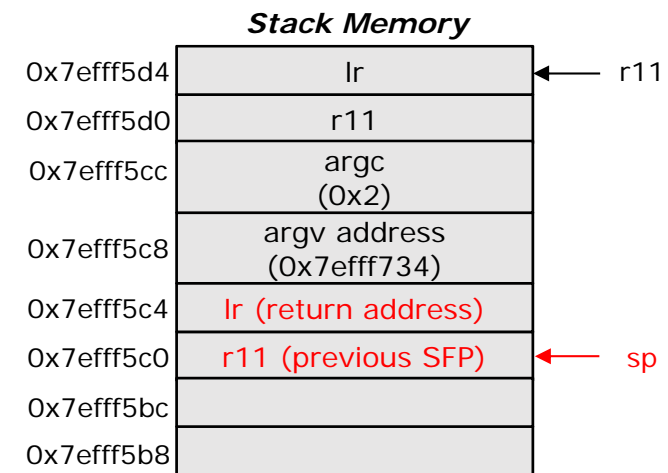 Stack Memory
0x7efff5d4 lr r11
0x7efff5d0 r11
0x7efff5cc argc
(0x2)
0x7efff5c8 argv address
(0x7efff734)
0x7efff5c4 lr (return address)
0x7efff5c0 r11 (previous SFP) sp
0x7efff5bc
0x7efff5b8